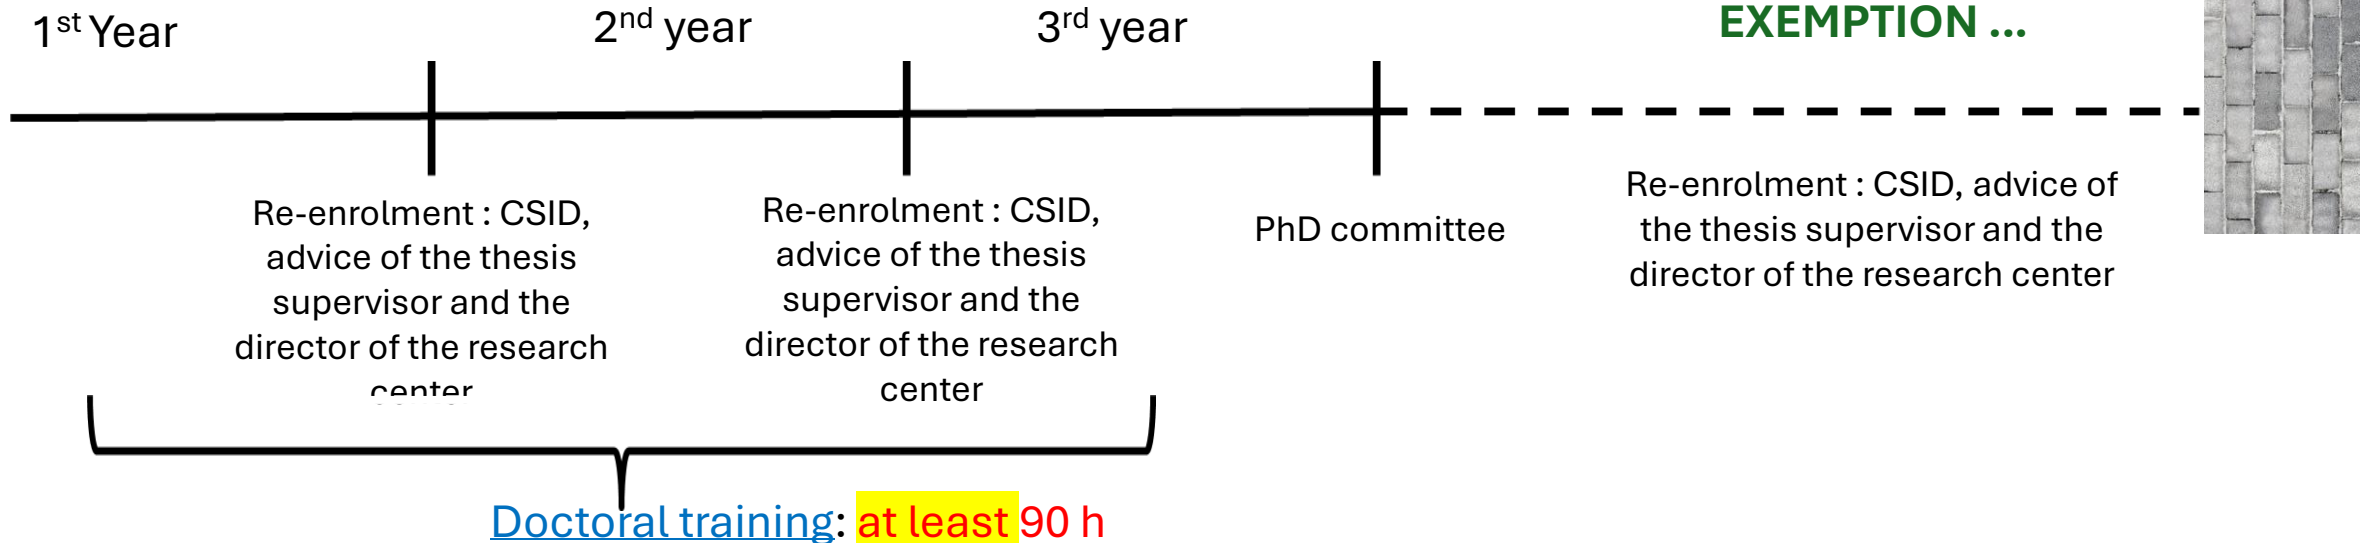 1st Year
2nd year
3rd year
EXEMPTION ...
Re-enrolment : CSID,
advice of the thesis
supervisor and the
director of the research
center
Re-enrolment : CSID,
advice of the thesis
supervisor and the
director of the research
center
PhD committee
Re-enrolment : CSID, advice of
the thesis supervisor and the
director of the research center
Doctoral training: at least 90 h